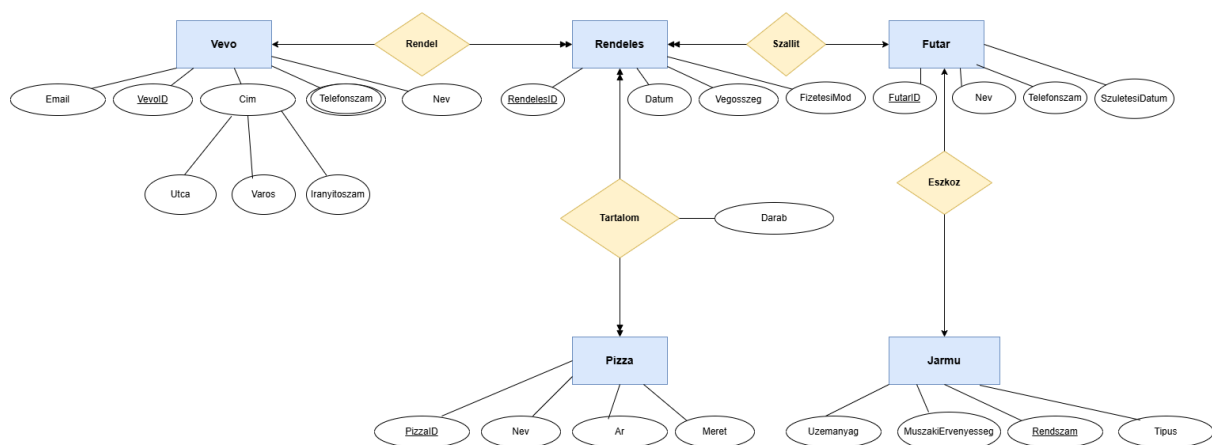 Vevo
Rendel
Rendeles
Szallit
Futar
Email
VevoID
Cim
Telefonszam
Nev
RendelesID
Datum
Vegosszeg
FizetesiMod
FutarID
Nev
Telefonszam
SzuletesiDatum
Utca
Varos
Iranyitoszam
Eszkoz
Tartalom
Darab
Pizza
Jarmu
PizzaID
Nev
Ar
Meret
Uzemanyag
MuszakiErvenyesseg
Rendszam
Tipus